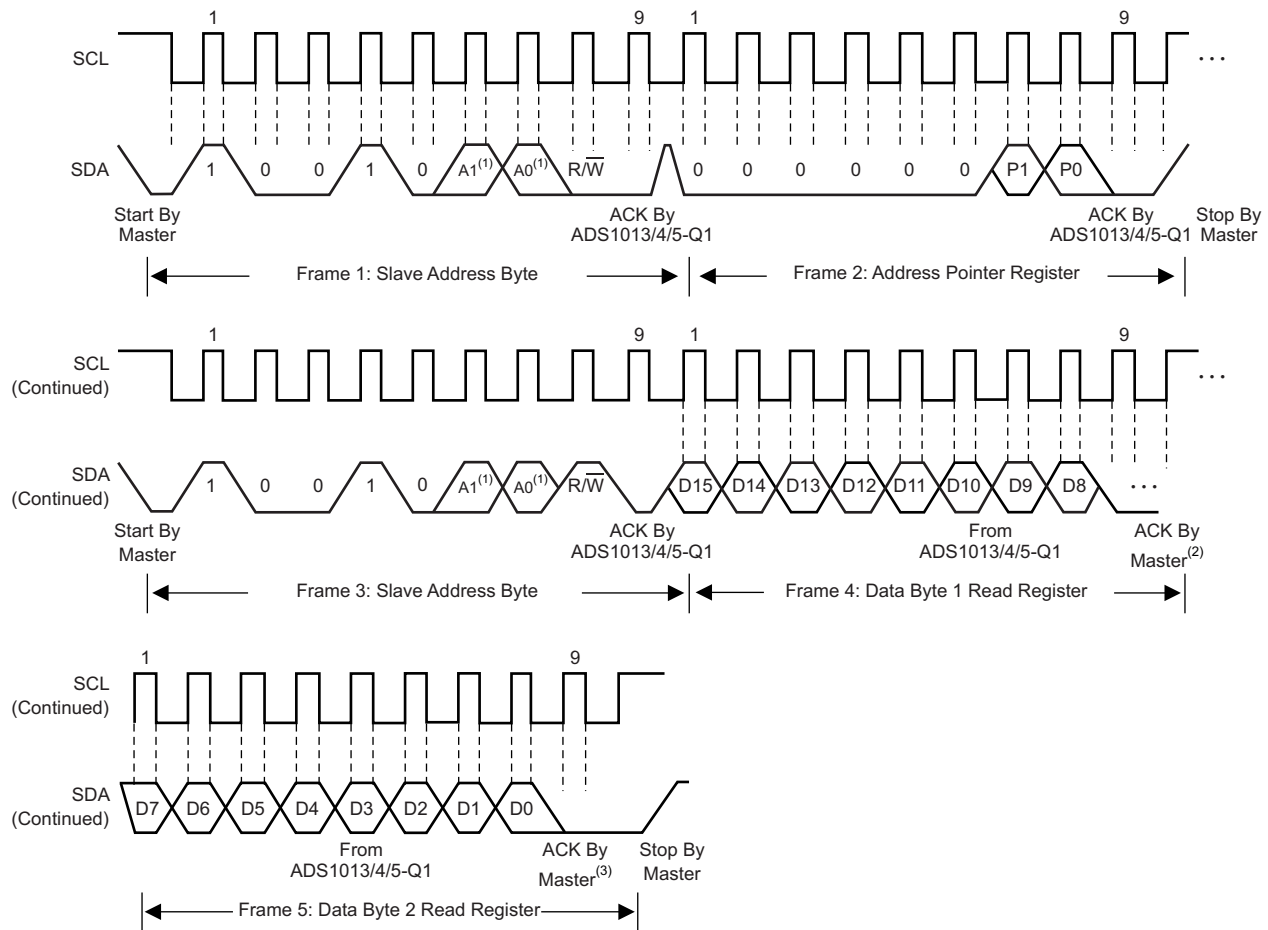 1 9 1 9
SCL ...
SDA 1 0 0 1 0 A1(1) A0(1) R/W̅ 0 0 0 0 0 0 P1 P0
Start By ACK By ACK By Stop By
Master ADS1013/4/5-Q1 ADS1013/4/5-Q1 Master
Frame 1: Slave Address Byte Frame 2: Address Pointer Register
1 9 1 9
SCL
(Continued) ...
SDA
(Continued) 1 0 0 1 0 A1(1) A0(1) R/W̅ D15 D14 D13 D12 D11 D10 D9 D8 ...
Start By ACK By From ACK By
Master ADS1013/4/5-Q1 ADS1013/4/5-Q1 Master(2)
Frame 3: Slave Address Byte Frame 4: Data Byte 1 Read Register
1 9
SCL
(Continued)
SDA
(Continued) D7 D6 D5 D4 D3 D2 D1 D0
From ACK By Stop By
ADS1013/4/5-Q1 Master(3) Master
Frame 5: Data Byte 2 Read Register